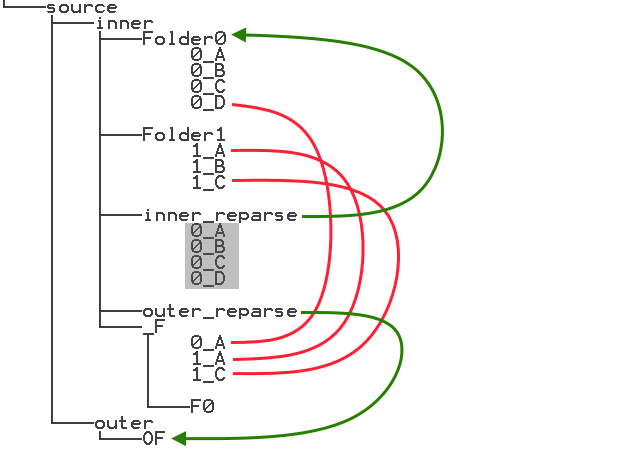 source
inner
Folder0
0_A
0_B
0_C
0_D
Folder1
1_A
1_B
1_C
inner_reparse
0_A
0_B
0_C
0_D
outer_reparse
_F
0_A
1_A
1_C
F0
outer
OF